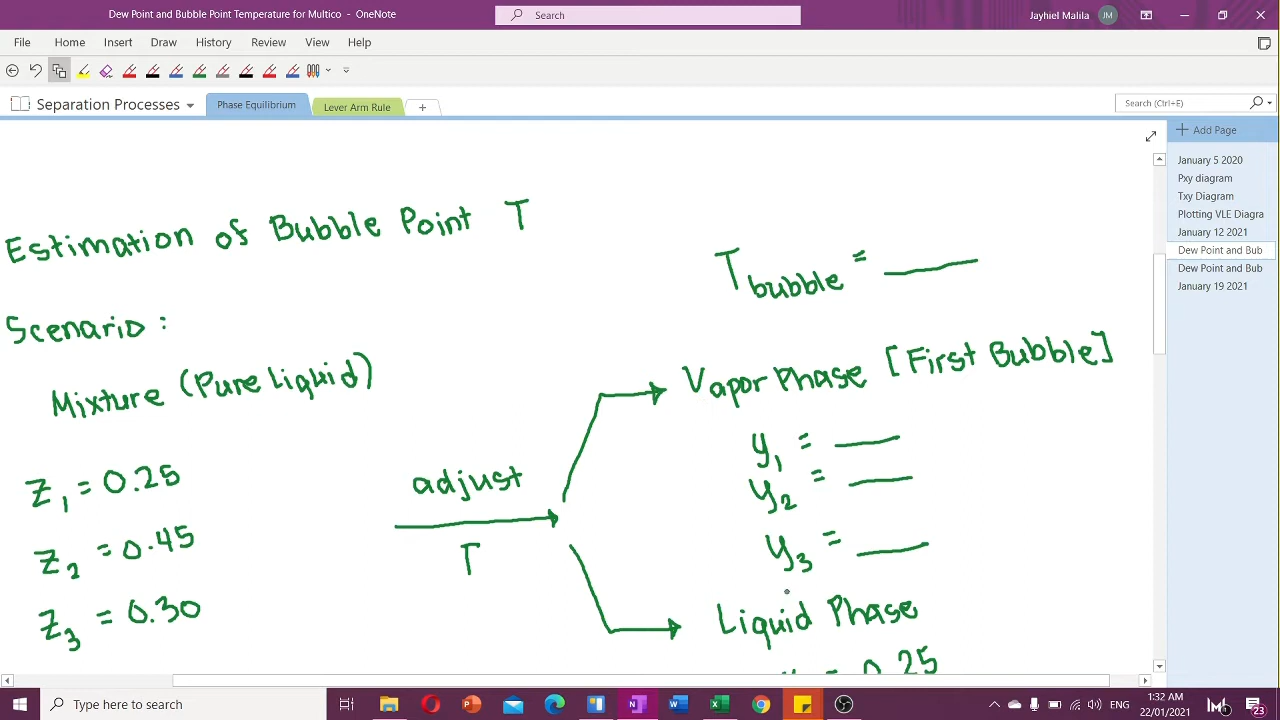 Dew Point and Bubble Point Temperature for Multico - OneNote
Search
Jayhiel Malila
JM
File Home Insert Draw History Review View Help
Separation Processes
Phase Equilibrium
Lever Arm Rule
Search (Ctrl+E)
Add Page
January 5 2020
Pxy diagram
Txy Diagram
Plotting VLE Diagra
January 12 2021
Dew Point and Bub
Dew Point and Bub
January 19 2021
Estimation of Bubble Point T
Scenario :
Mixture (Pure Liquid)
z1 = 0.25
z2 = 0.45
z3 = 0.30
adjust
T
Tbubble = ___
Vapor Phase [First Bubble]
y1 = ___
y2 = ___
y3 = ___
Liquid Phase
= 0.25
Type here to search
ENG
1:32 AM
22/01/2021
23